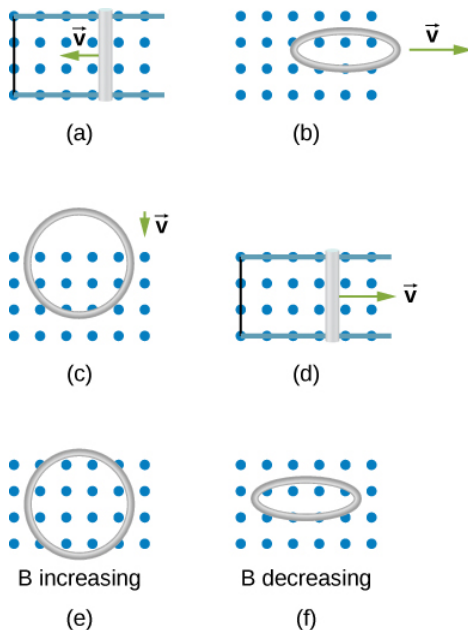 v
(a)
v
(b)
v
(c)
v
(d)
B increasing
(e)
B decreasing
(f)